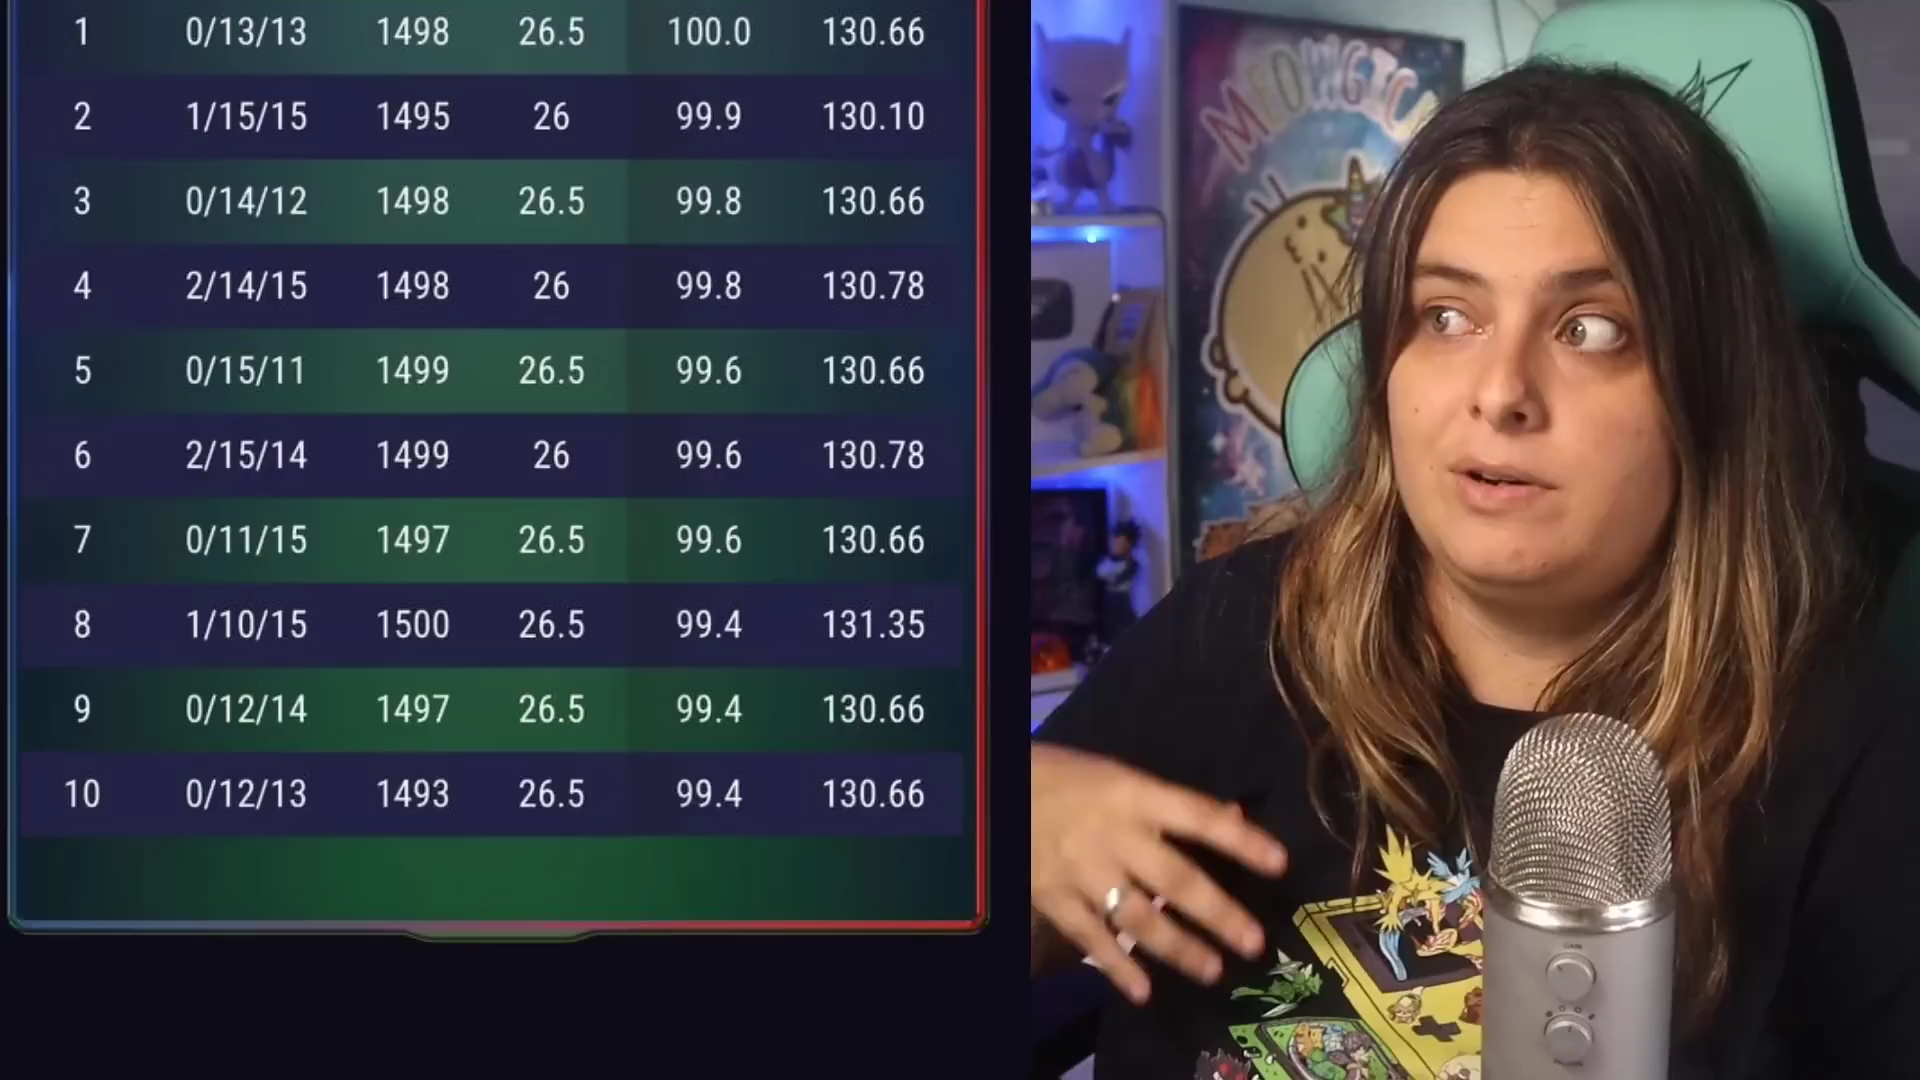 1 0/13/13 1498 26.5 100.0 130.66
2 1/15/15 1495 26 99.9 130.10
3 0/14/12 1498 26.5 99.8 130.66
4 2/14/15 1498 26 99.8 130.78
5 0/15/11 1499 26.5 99.6 130.66
6 2/15/14 1499 26 99.6 130.78
7 0/11/15 1497 26.5 99.6 130.66
8 1/10/15 1500 26.5 99.4 131.35
9 0/12/14 1497 26.5 99.4 130.66
10 0/12/13 1493 26.5 99.4 130.66
GAIN